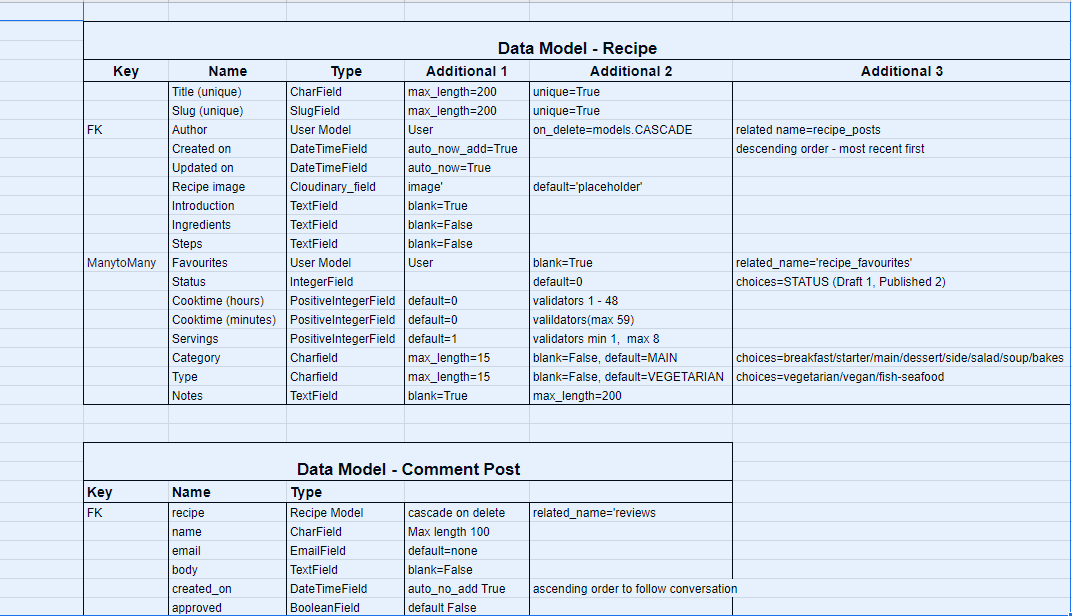 Data Model - Recipe
Key Name Type Additional 1 Additional 2 Additional 3
Title (unique) CharField max_length=200 unique=True
Slug (unique) SlugField max_length=200 unique=True
FK Author User Model User on_delete=models.CASCADE related name=recipe_posts
Created on DateTimeField auto_now_add=True descending order - most recent first
Updated on DateTimeField auto_now=True
Recipe image Cloudinary_field image' default='placeholder'
Introduction TextField blank=True
Ingredients TextField blank=False
Steps TextField blank=False
ManytoMany Favourites User Model User blank=True related_name='recipe_favourites'
Status IntegerField default=0 choices=STATUS (Draft 1, Published 2)
Cooktime (hours) PositiveIntegerField default=0 validators 1 - 48
Cooktime (minutes) PositiveIntegerField default=0 valildators(max 59)
Servings PositiveIntegerField default=1 validators min 1, max 8
Category Charfield max_length=15 blank=False, default=MAIN choices=breakfast/starter/main/dessert/side/salad/soup/bakes
Type Charfield max_length=15 blank=False, default=VEGETARIAN choices=vegetarian/vegan/fish-seafood
Notes TextField blank=True max_length=200
Data Model - Comment Post
Key Name Type
FK recipe Recipe Model cascade on delete related_name='reviews
name CharField Max length 100
email EmailField default=none
body TextField blank=False
created_on DateTimeField auto_no_add True ascending order to follow conversation
approved BooleanField default False